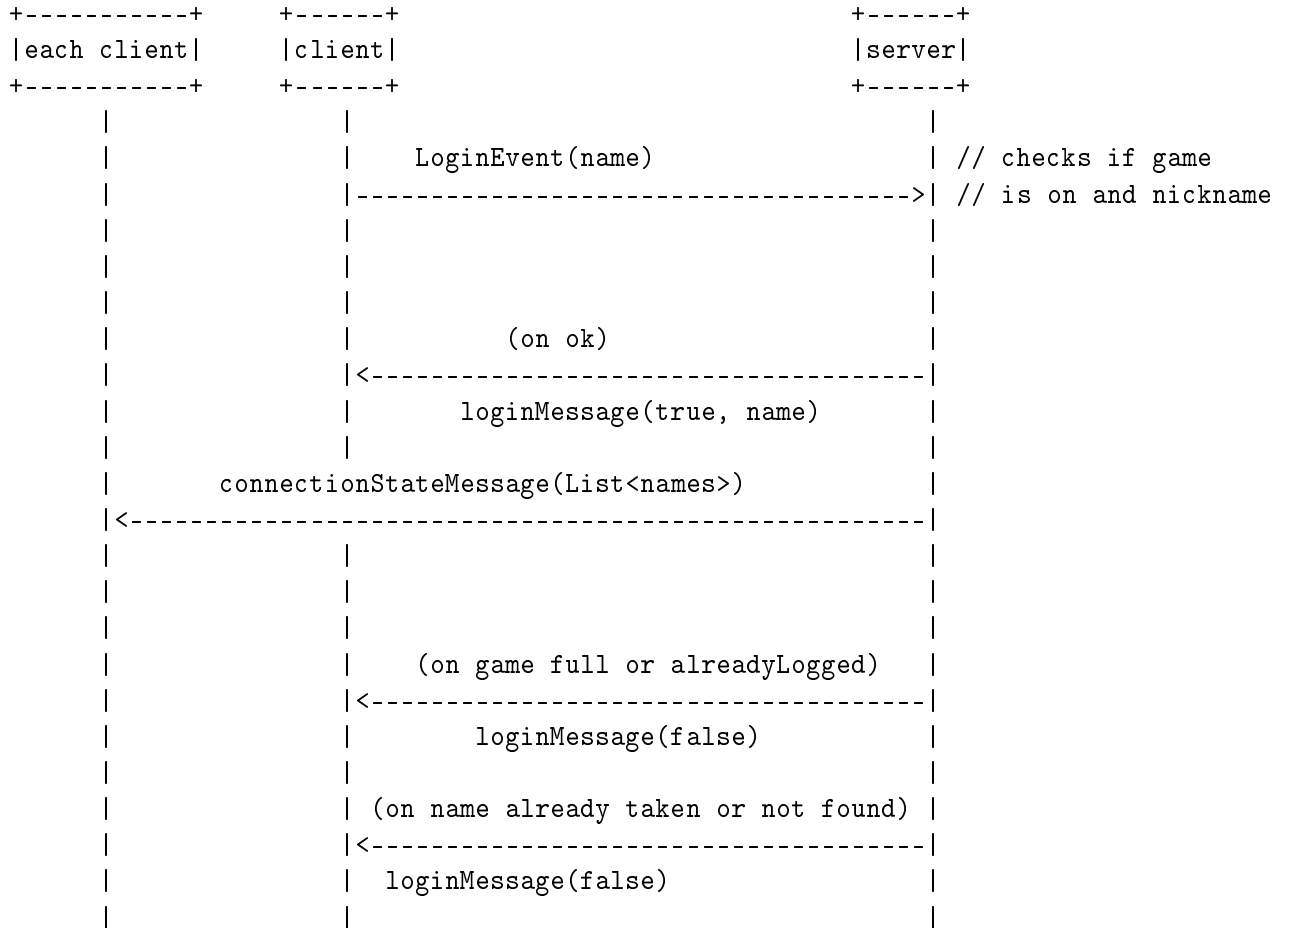 each client client server
LoginEvent(name) // checks if game
// is on and nickname
(on ok)
loginMessage(true, name)
connectionStateMessage(List<names>)
(on game full or alreadyLogged)
loginMessage(false)
(on name already taken or not found)
loginMessage(false)